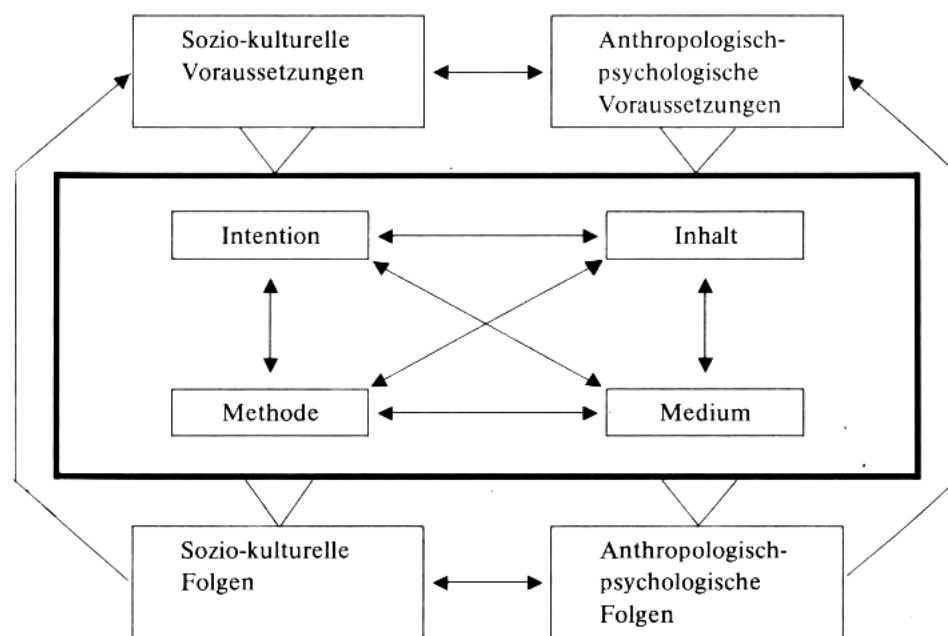 Sozio-kulturelle
Voraussetzungen
Anthropologisch-
psychologische
Voraussetzungen
Intention
Inhalt
Methode
Medium
Sozio-kulturelle
Folgen
Anthropologisch-
psychologische
Folgen